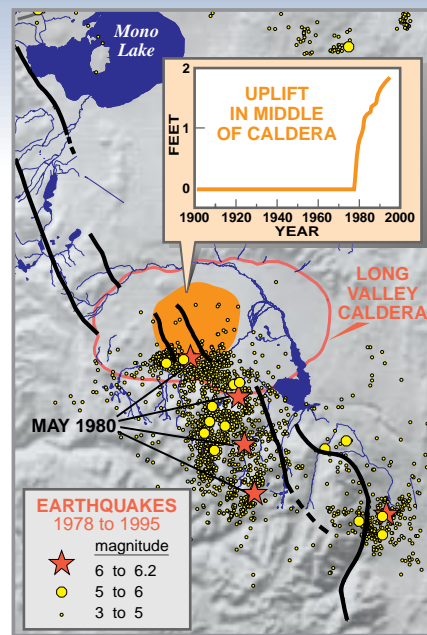 Mono
Lake
UPLIFT
IN MIDDLE
OF CALDERA
FEET
2
1
0
1900 1920 1940 1960 1980 2000
YEAR
LONG
VALLEY
CALDERA
MAY 1980
EARTHQUAKES
1978 to 1995
magnitude
6 to 6.2
5 to 6
3 to 5